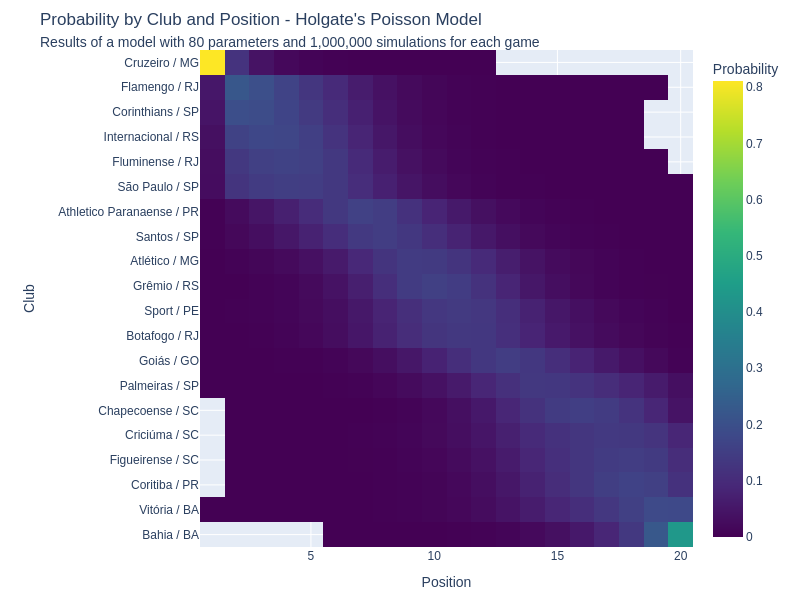 Probability by Club and Position - Holgate's Poisson Model
Results of a model with 80 parameters and 1,000,000 simulations for each game
Probability
Cruzeiro / MG
Flamengo / RJ
Corinthians / SP
Internacional / RS
Fluminense / RJ
São Paulo / SP
Athletico Paranaense / PR
Santos / SP
Atlético / MG
Grêmio / RS
Sport / PE
Botafogo / RJ
Goiás / GO
Palmeiras / SP
Chapecoense / SC
Criciúma / SC
Figueirense / SC
Coritiba / PR
Vitória / BA
Bahia / BA
Club
5
10
15
20
Position
0.8
0.7
0.6
0.5
0.4
0.3
0.2
0.1
0